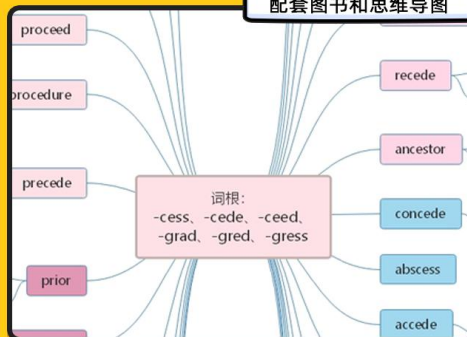 配套图书和思维导图
proceed
procedure
precede
prior
词根：
-cess、-cede、-ceed、
-grad、-gred、-gress
recede
ancestor
concede
abscess
accede